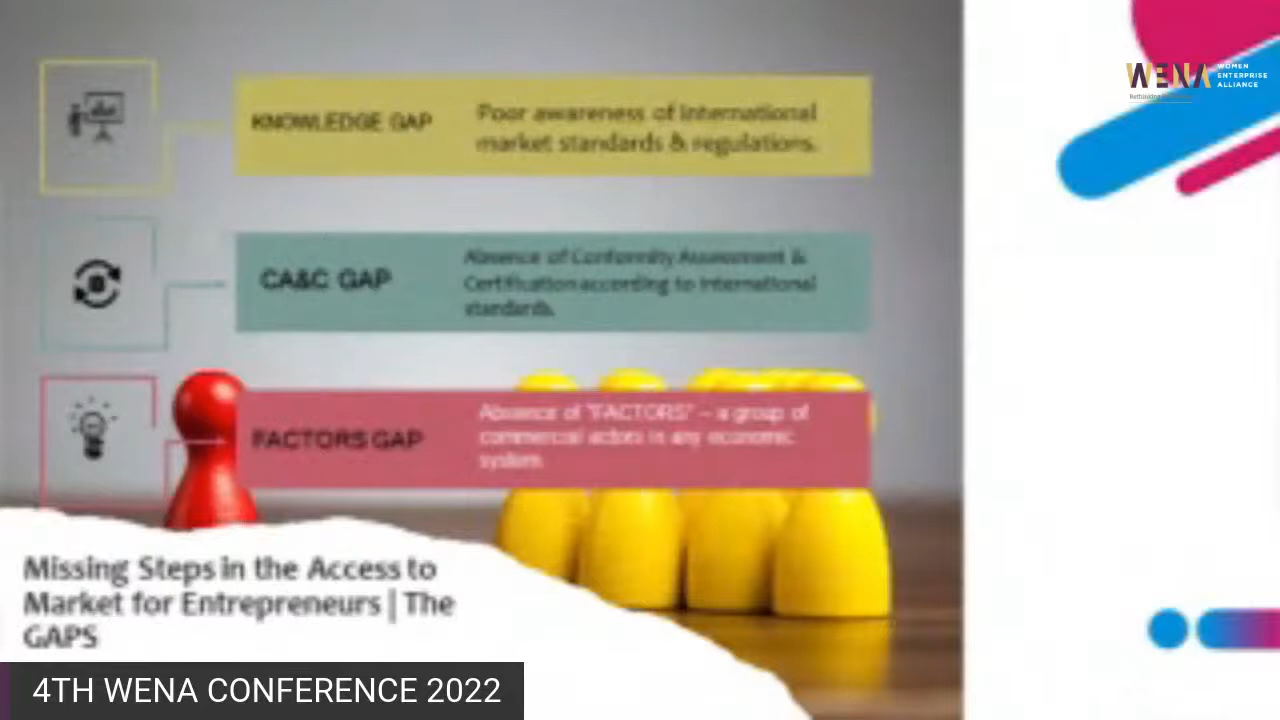 KNOWLEDGE GAP
Poor awareness of International
market standards & regulations.
CA&C GAP
Absence of Conformity Assessment &
Certification according to International
standards.
FACTORS GAP
Absence of "FACTORS" – a group of
commercial actors in any economic
system.
Missing Steps in the Access to
Market for Entrepreneurs | The
GAPS
4TH WENA CONFERENCE 2022
WENA
WOMEN
ENTERPRISE
ALLIANCE
Rethinking